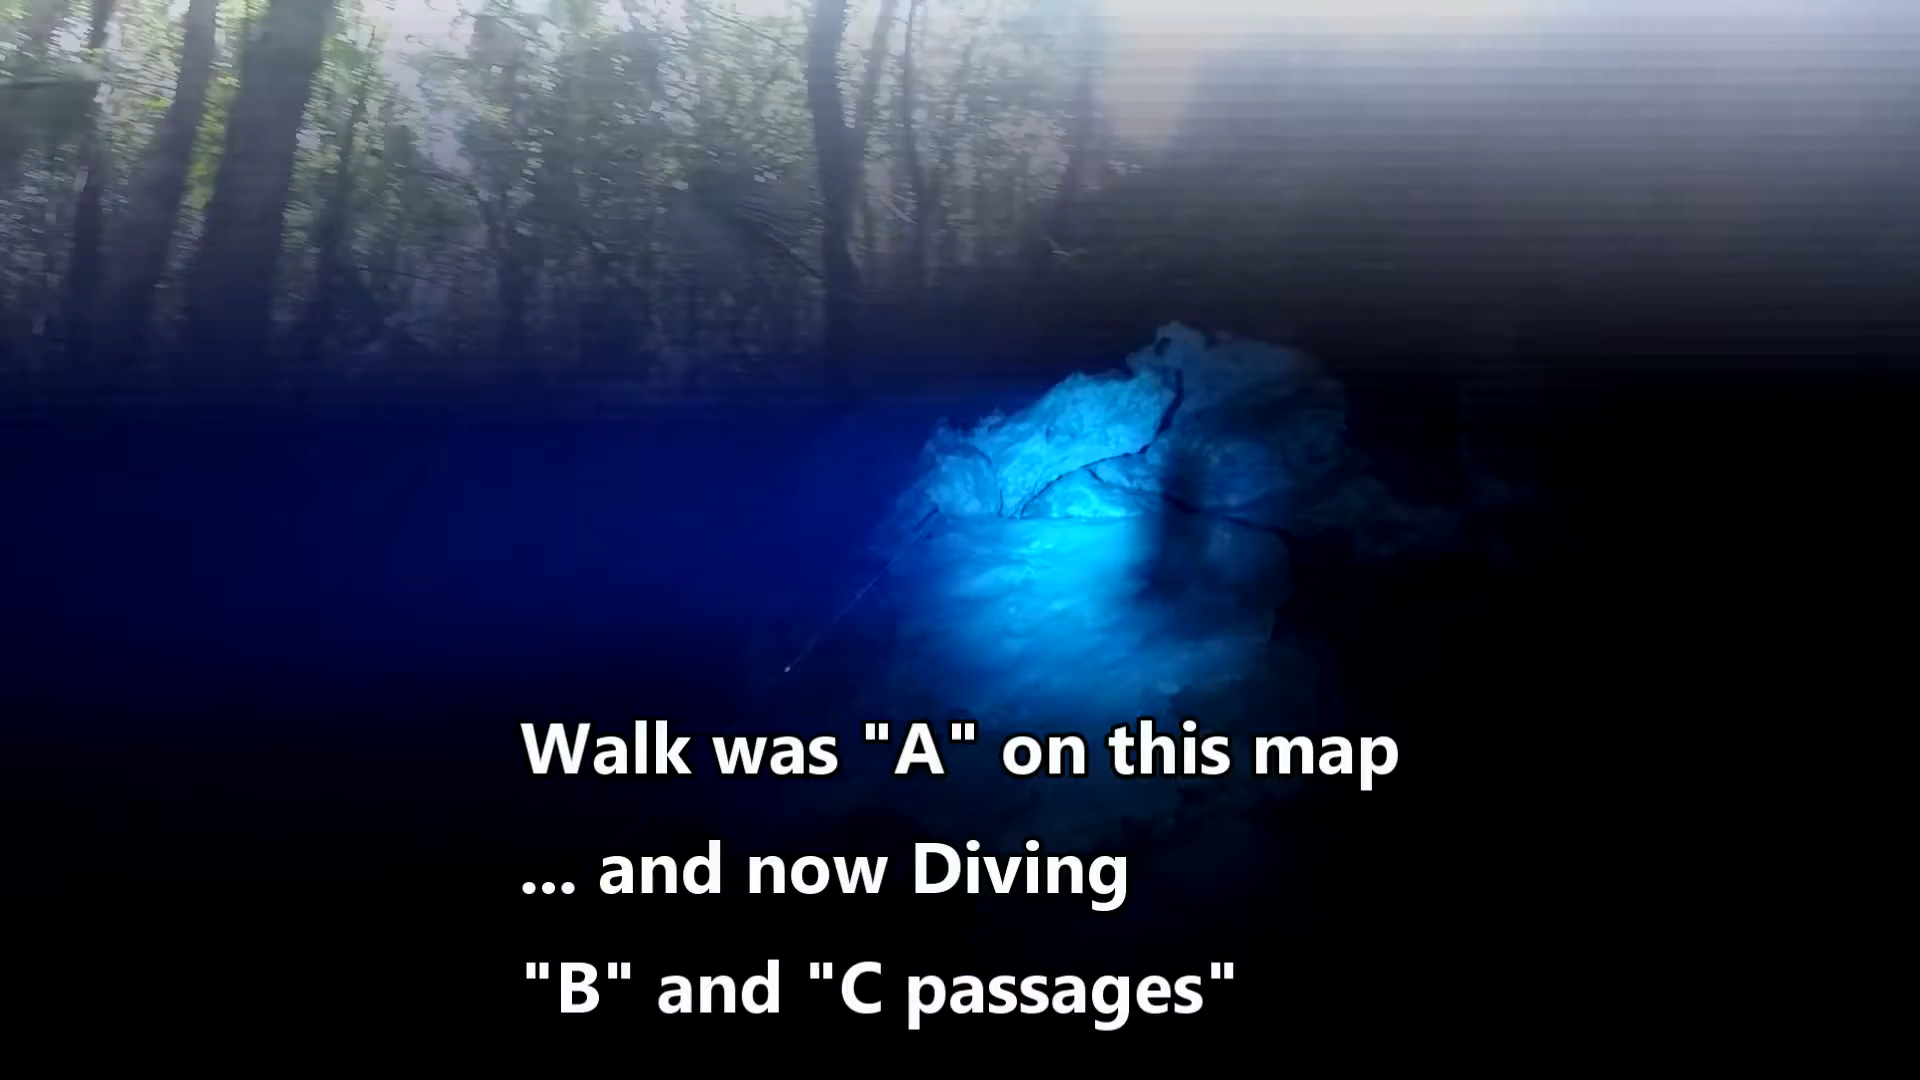 Walk was "A" on this map
... and now Diving
"B" and "C passages"